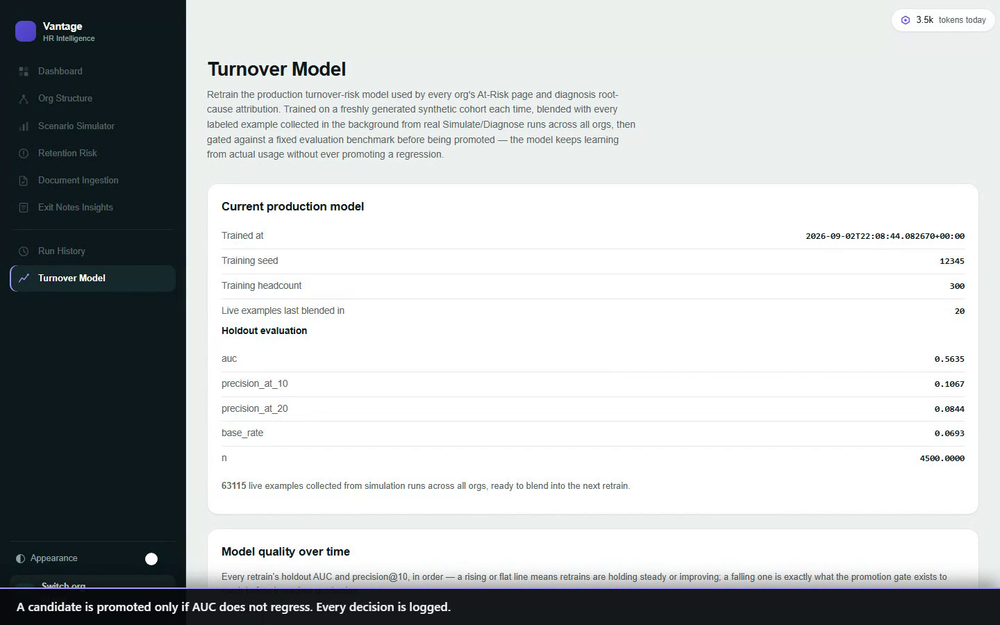 Vantage
HR Intelligence
3.5k tokens today
Dashboard
Org Structure
Scenario Simulator
Retention Risk
Document Ingestion
Exit Notes Insights
Run History
Turnover Model
Appearance
Switch org
Turnover Model
Retrain the production turnover-risk model used by every org's At-Risk page and diagnosis root-
cause attribution. Trained on a freshly generated synthetic cohort each time, blended with every
labeled example collected in the background from real Simulate/Diagnose runs across all orgs, then
gated against a fixed evaluation benchmark before being promoted — the model keeps learning
from actual usage without ever promoting a regression.
Current production model
Trained at 2026-09-02T22:08:44.082670+00:00
Training seed 12345
Training headcount 300
Live examples last blended in 20
Holdout evaluation
auc 0.5635
precision_at_10 0.1067
precision_at_20 0.0844
base_rate 0.0693
n 4500.0000
63115 live examples collected from simulation runs across all orgs, ready to blend into the next retrain.
Model quality over time
Every retrain's holdout AUC and precision@10, in order — a rising or flat line means retrains are holding steady or improving; a falling one is exactly what the promotion gate exists to
A candidate is promoted only if AUC does not regress. Every decision is logged.